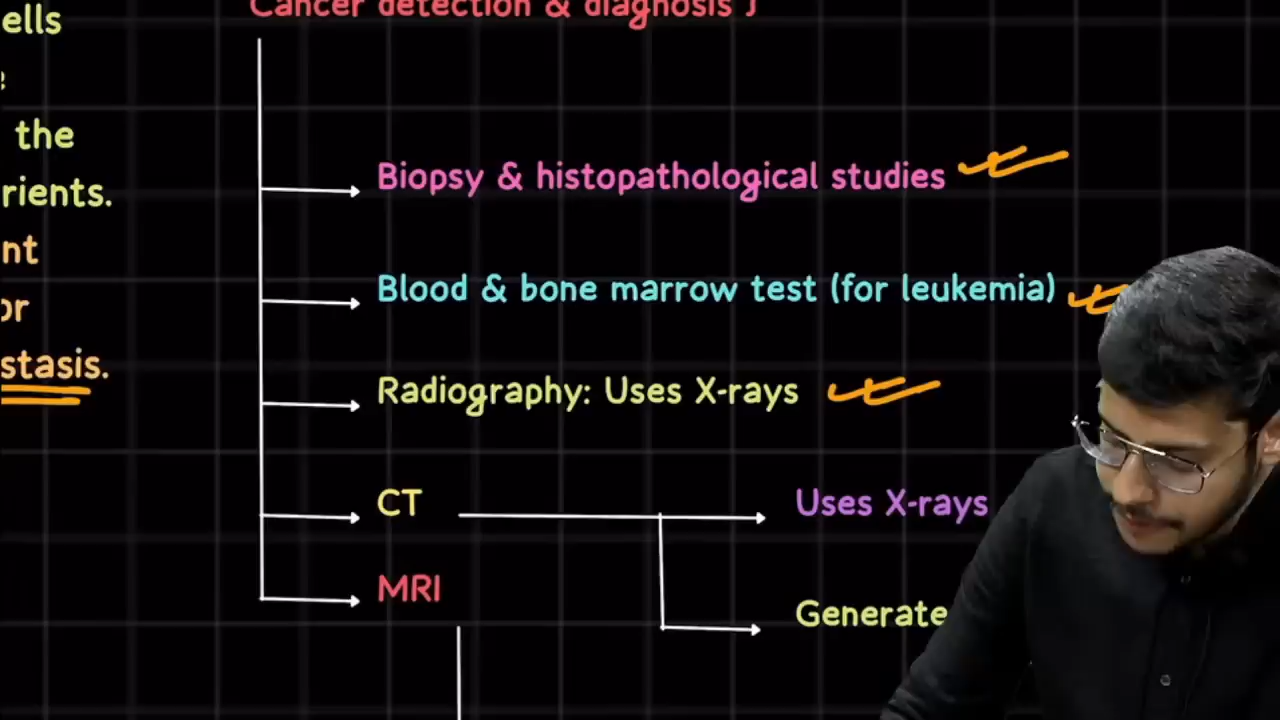 ells
the
rients.
nt
or
stasis.
Cancer detection & diagnosis
Biopsy & histopathological studies
Blood & bone marrow test (for leukemia)
Radiography: Uses X-rays
CT
Uses X-rays
MRI
Generate